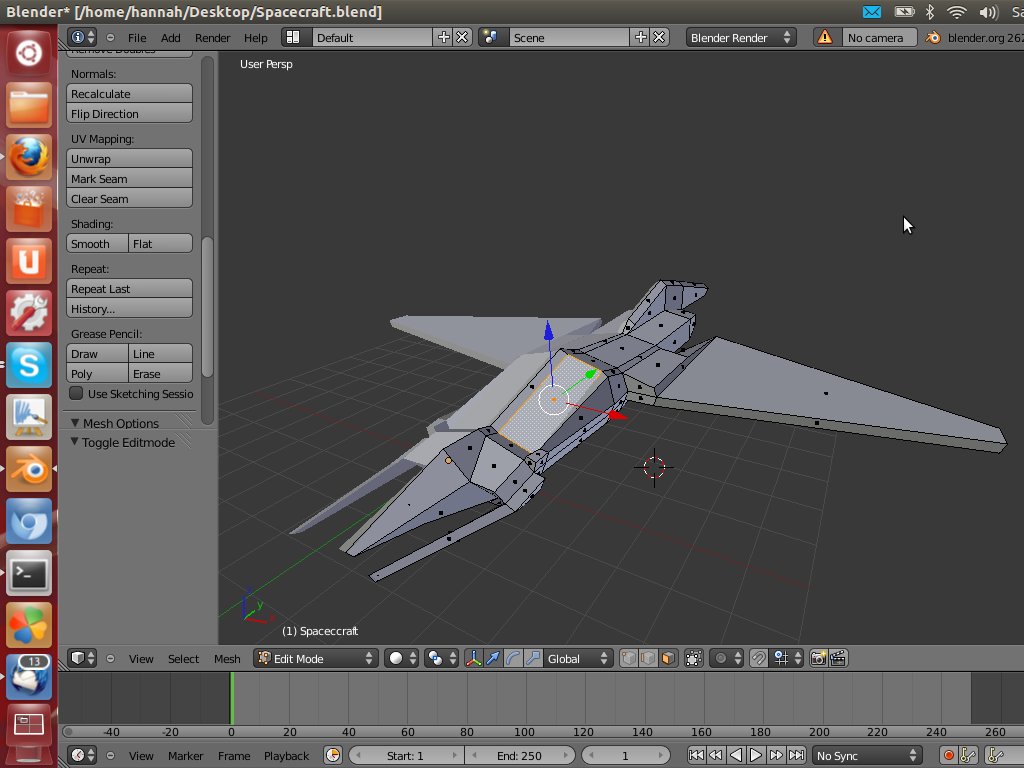 Blender* [/home/hannah/Desktop/Spacecraft.blend]
File Add Render Help Default Scene Blender Render No camera blender.org 262
Remove Doubles
Normals:
Recalculate
Flip Direction
UV Mapping:
Unwrap
Mark Seam
Clear Seam
Shading:
Smooth Flat
Repeat:
Repeat Last
History...
Grease Pencil:
Draw Line
Poly Erase
Use Sketching Sessio
Mesh Options
Toggle Editmode
User Persp
z
y
x
(1) Spaceccraft
View Select Mesh Edit Mode Global
-40 -20 0 20 40 60 80 100 120 140 160 180 200 220 240 260
View Marker Frame Playback Start: 1 End: 250 1 No Sync
U
S
>_
13